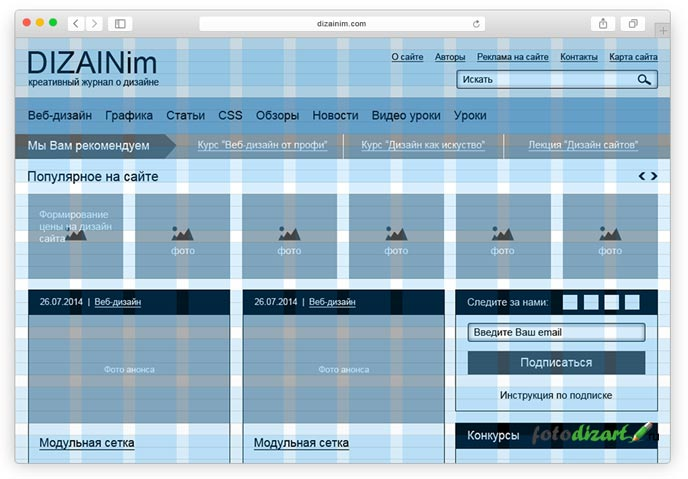 dizainim.com
DIZAINim
креативный журнал о дизайне
О сайте Авторы Реклама на сайте Контакты Карта сайта
Искать
Веб-дизайн Графика Статьи CSS Обзоры Новости Видео уроки Уроки
Мы Вам рекомендуем Курс "Веб-дизайн от профи" Курс "Дизайн как искуство" Лекция "Дизайн сайтов"
Популярное на сайте
Формирование
цены на дизайн
сайта
фото фото фото фото фото
26.07.2014 | Веб-дизайн 26.07.2014 | Веб-дизайн Следите за нами:
Введите Ваш email
Подписаться
Фото анонса Фото анонса
Инструкция по подписке
Модульная сетка Модульная сетка
Конкурсы
fotodizart.ru